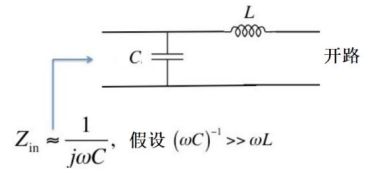 L
C
开路
Z_in ≈ 1/(jωC), 假设 (ωC)^{-1} >> ωL